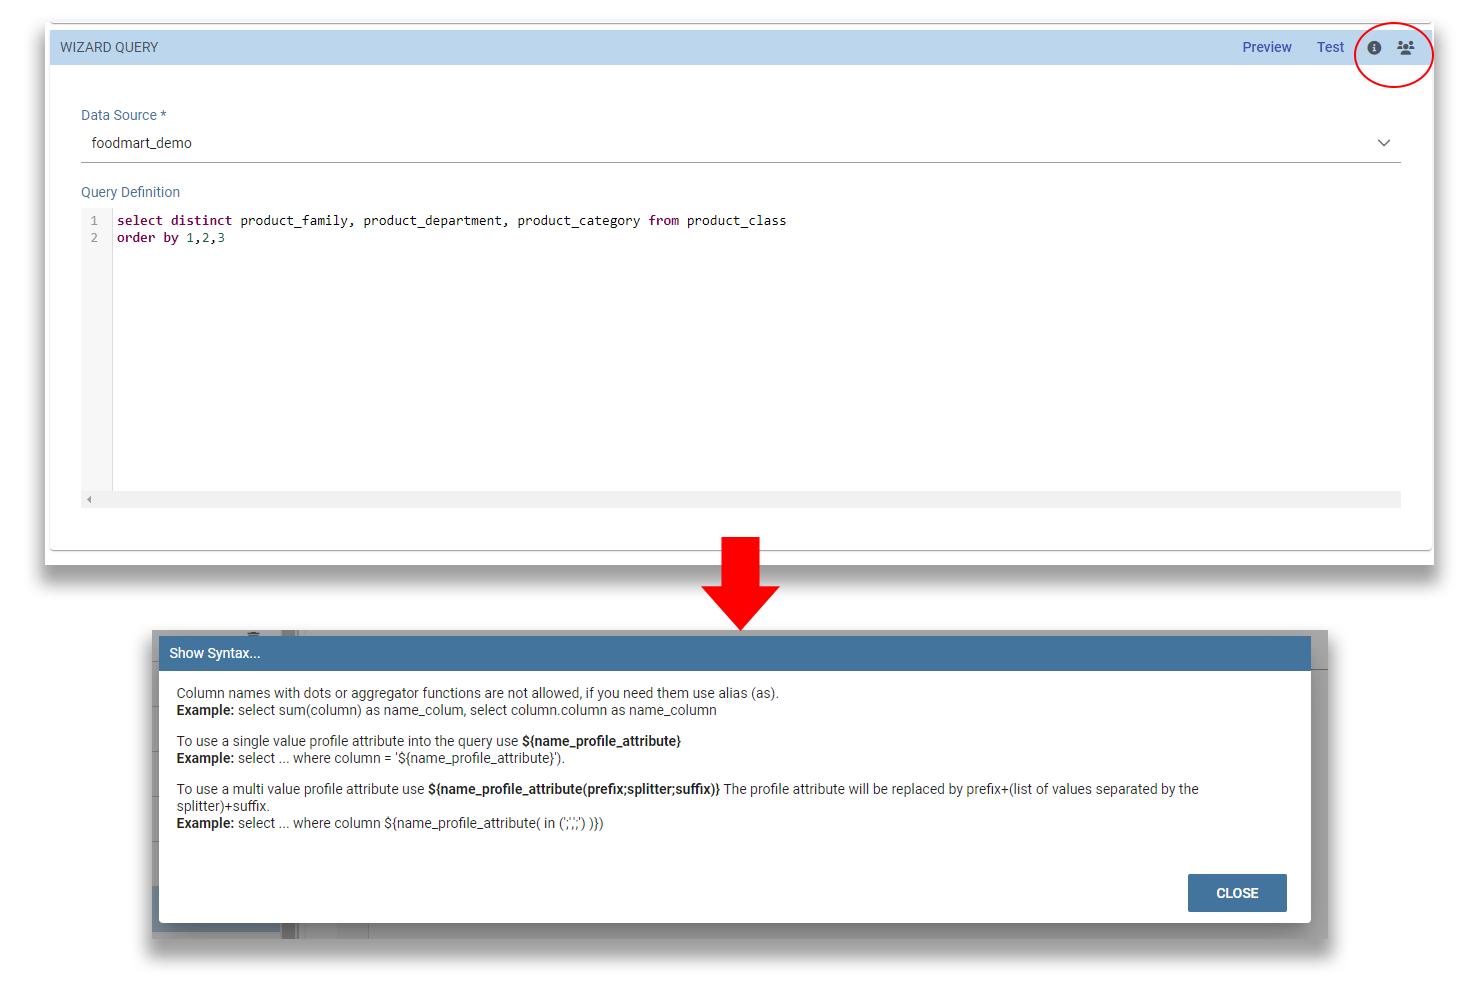 WIZARD QUERY Preview Test
Data Source *
foodmart_demo
Query Definition
1 select distinct product_family, product_department, product_category from product_class
2 order by 1,2,3
Show Syntax...
Column names with dots or aggregator functions are not allowed, if you need them use alias (as).
Example: select sum(column) as name_colum, select column.column as name_column
To use a single value profile attribute into the query use ${name_profile_attribute}
Example: select ... where column = '${name_profile_attribute}').
To use a multi value profile attribute use ${name_profile_attribute(prefix;splitter;suffix)} The profile attribute will be replaced by prefix+(list of values separated by the
splitter)+suffix.
Example: select ... where column ${name_profile_attribute( in (';',';') )})
CLOSE